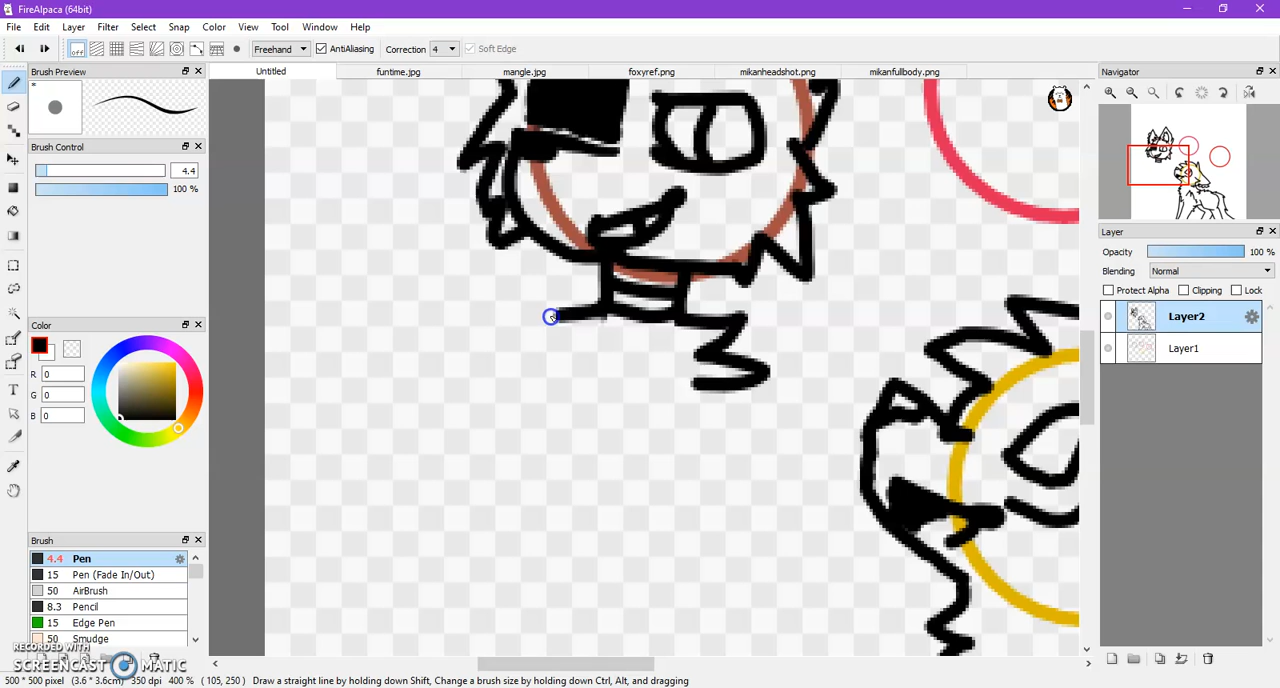 FireAlpaca (64bit)
File Edit Layer Filter Select Snap Color View Tool Window Help
off Freehand AntiAliasing Correction 4 Soft Edge
Brush Preview Untitled funtime.jpg mangle.jpg foxyref.png mikanheadshot.png mikanfullbody.png Navigator
*
Brush Control
4.4
100 %
Layer
Opacity 100 %
Blending Normal
Protect Alpha Clipping Lock
Layer2
Color
Layer1
R 0
G 0
B 0
Brush
4.4 Pen
15 Pen (Fade In/Out)
50 AirBrush
8.3 Pencil
15 Edge Pen
50 Smudge
RECORDED WITH
SCREENCAST MATIC
500 * 500 pixel (3.6 * 3.6cm) 350 dpi 400 % ( 105, 250 ) Draw a straight line by holding down Shift, Change a brush size by holding down Ctrl, Alt, and dragging